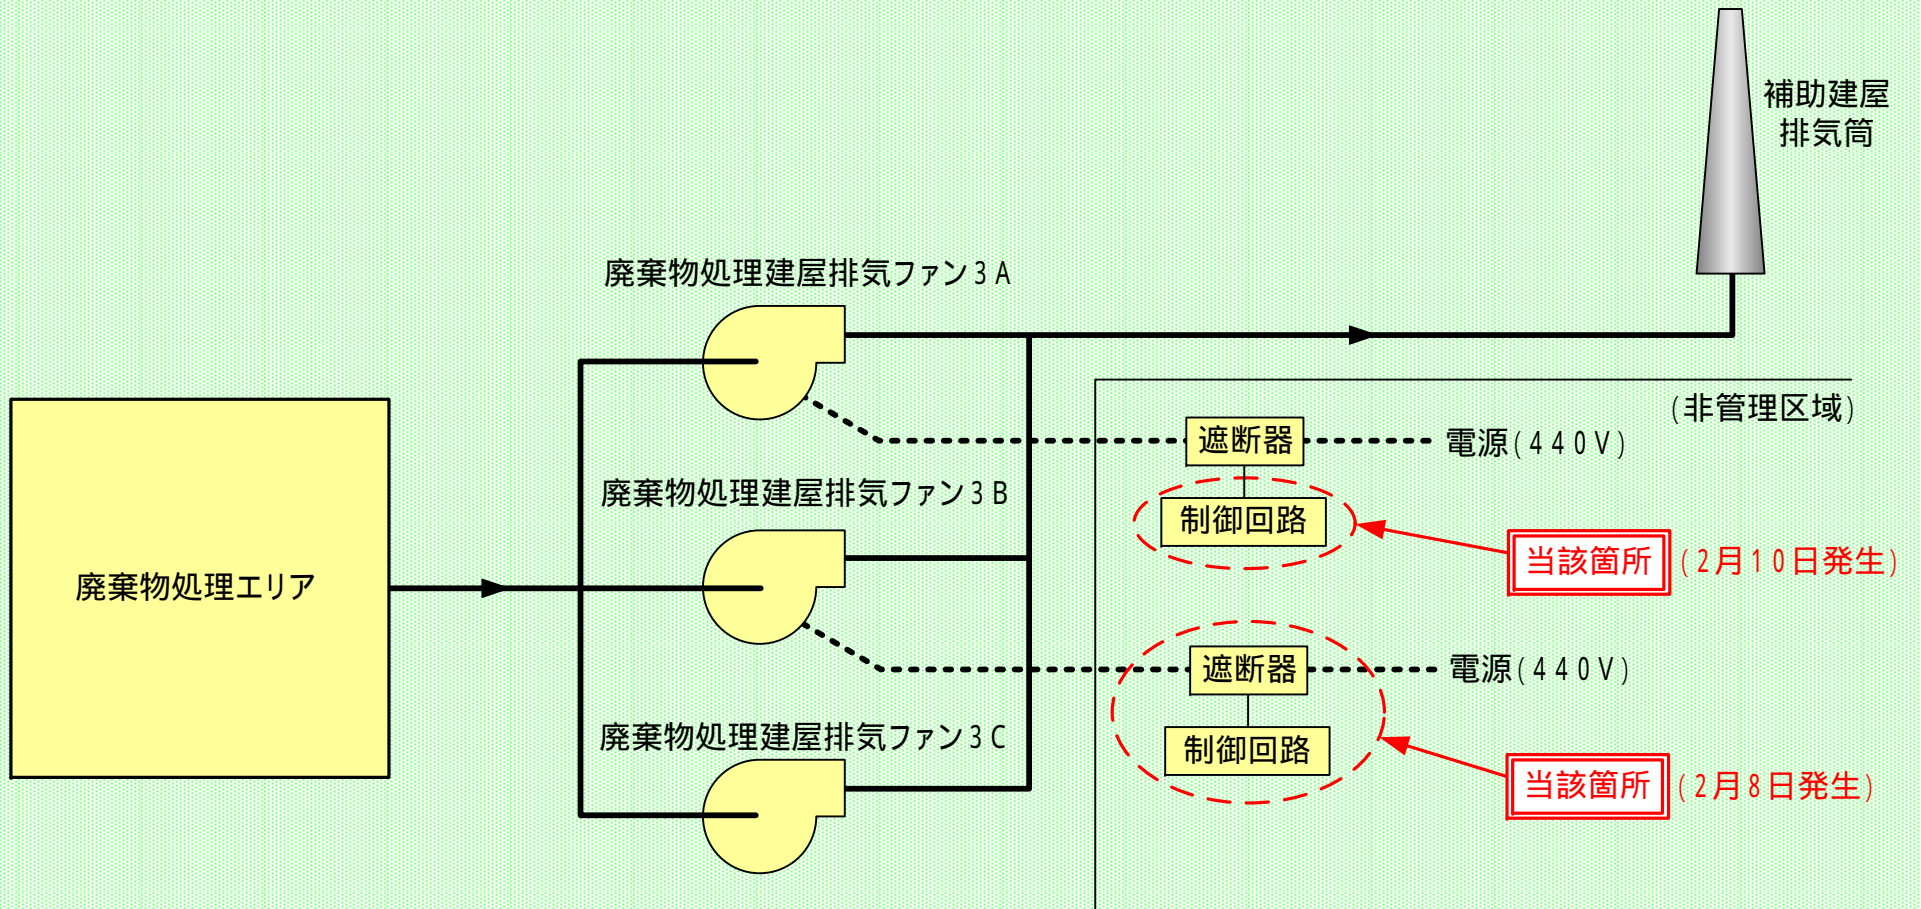 補助建屋
排気筒
廃棄物処理建屋排気ファン3A
(非管理区域)
遮断器
電源(440V)
廃棄物処理建屋排気ファン3B
制御回路
当該箇所 (2月10日発生)
廃棄物処理エリア
遮断器
電源(440V)
廃棄物処理建屋排気ファン3C
制御回路
当該箇所 (2月8日発生)